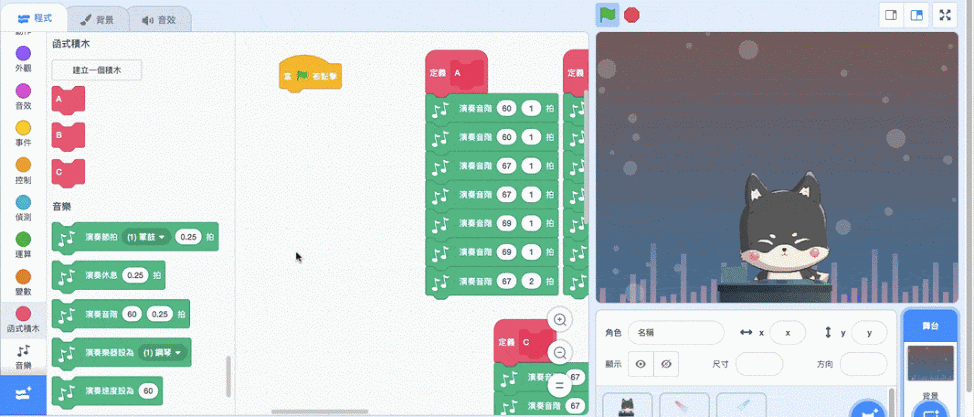 程式
背景
音效
動作
外觀
音效
事件
控制
偵測
運算
變數
函式積木
音樂
函式積木
建立一個積木
A
B
C
音樂
演奏節拍 (1) 軍鼓 0.25 拍
演奏休息 0.25 拍
演奏音階 60 0.25 拍
演奏樂器設為 (1) 鋼琴
演奏速度設為 60
當 被點擊
定義 A
演奏音階 60 1 拍
演奏音階 60 1 拍
演奏音階 67 1 拍
演奏音階 67 1 拍
演奏音階 69 1 拍
演奏音階 69 1 拍
演奏音階 67 2 拍
定義
定義 C
演奏音階 67
演奏音階 67
角色 名稱
x x
y y
顯示
尺寸
方向
舞台
背景